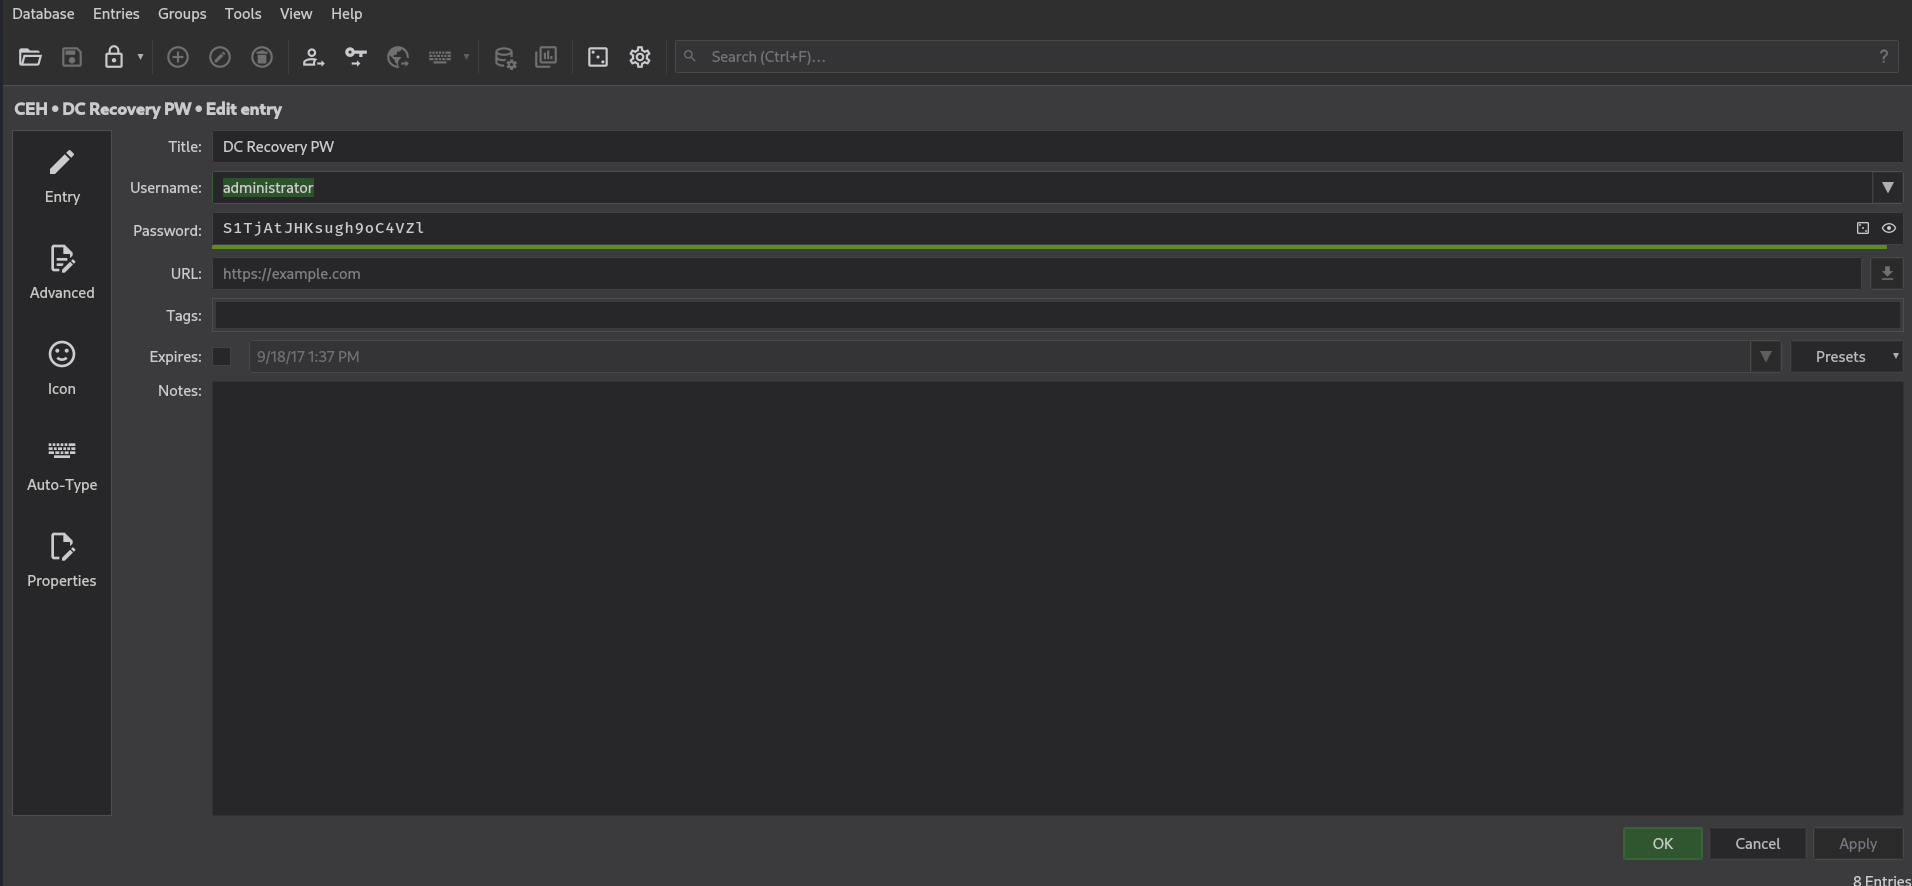 Database Entries Groups Tools View Help
Search (Ctrl+F)... ?
CEH • DC Recovery PW • Edit entry
Title: DC Recovery PW
Entry
Username: administrator
Password: S1TjAtJHKsugh9oC4VZl
URL: https://example.com
Advanced
Tags:
Expires: 9/18/17 1:37 PM Presets
Icon
Notes:
Auto-Type
Properties
OK Cancel Apply
8 Entries